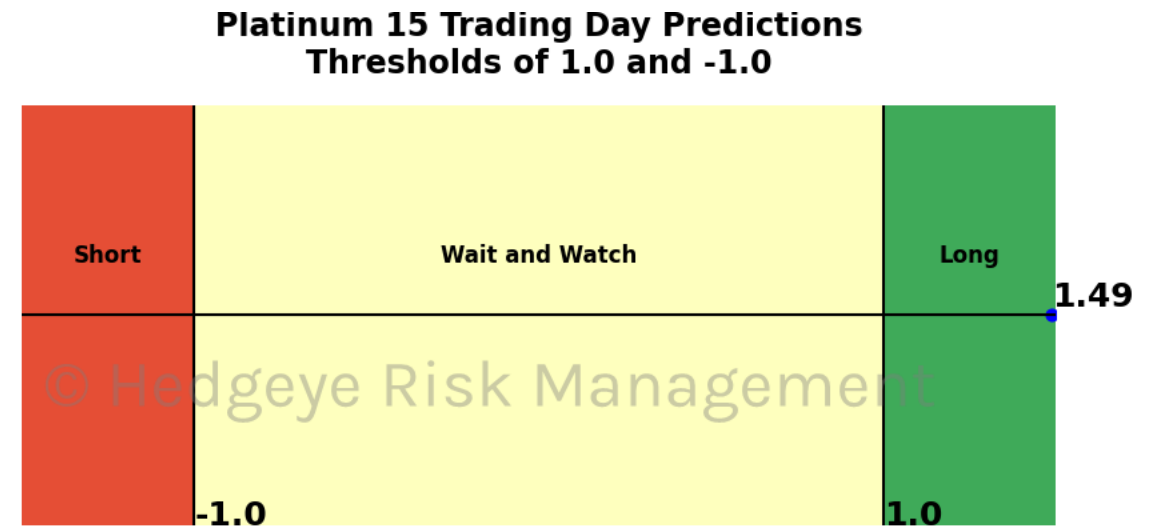 Platinum 15 Trading Day Predictions
Thresholds of 1.0 and -1.0
Short
Wait and Watch
Long
1.49
© Hedgeye Risk Management
-1.0
1.0